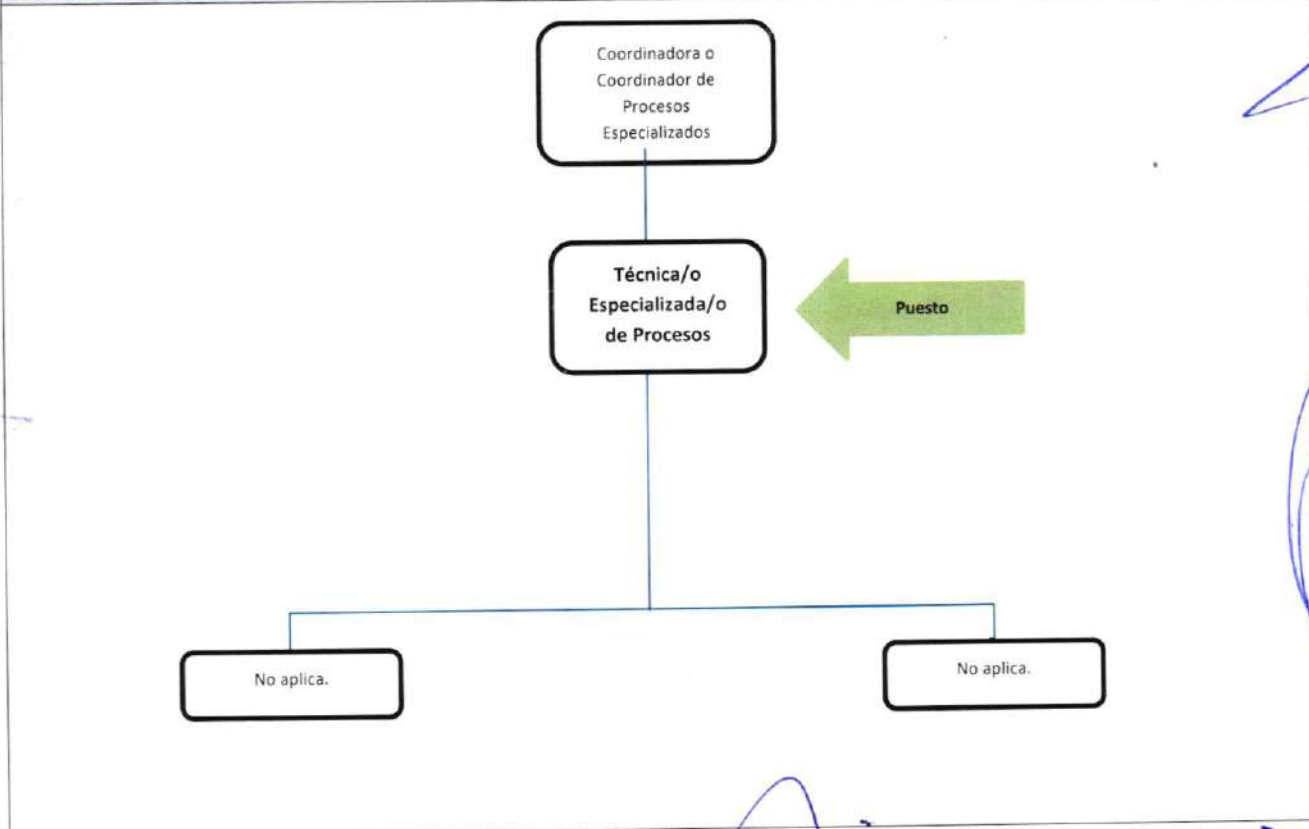 Coordinadora o
Coordinador de
Procesos
Especializados
Técnica/o
Especializada/o
de Procesos
Puesto
No aplica.
No aplica.